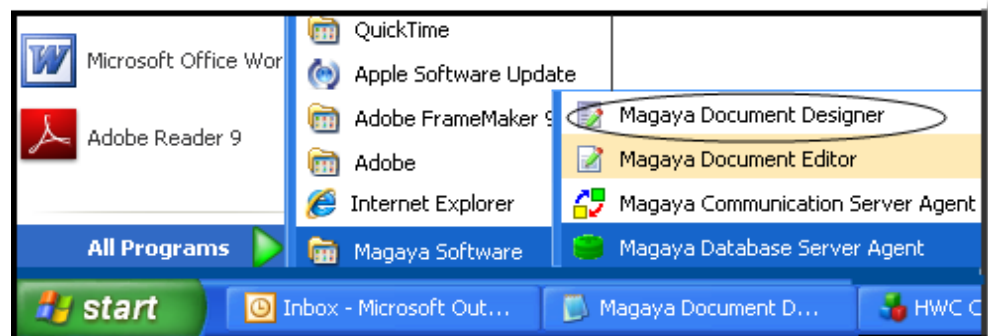 Microsoft Office Wor
Adobe Reader 9
All Programs
QuickTime
Apple Software Update
Adobe FrameMaker 9
Adobe
Internet Explorer
Magaya Software
Magaya Document Designer
Magaya Document Editor
Magaya Communication Server Agent
Magaya Database Server Agent
start
Inbox - Microsoft Out...
Magaya Document D...
HWC C